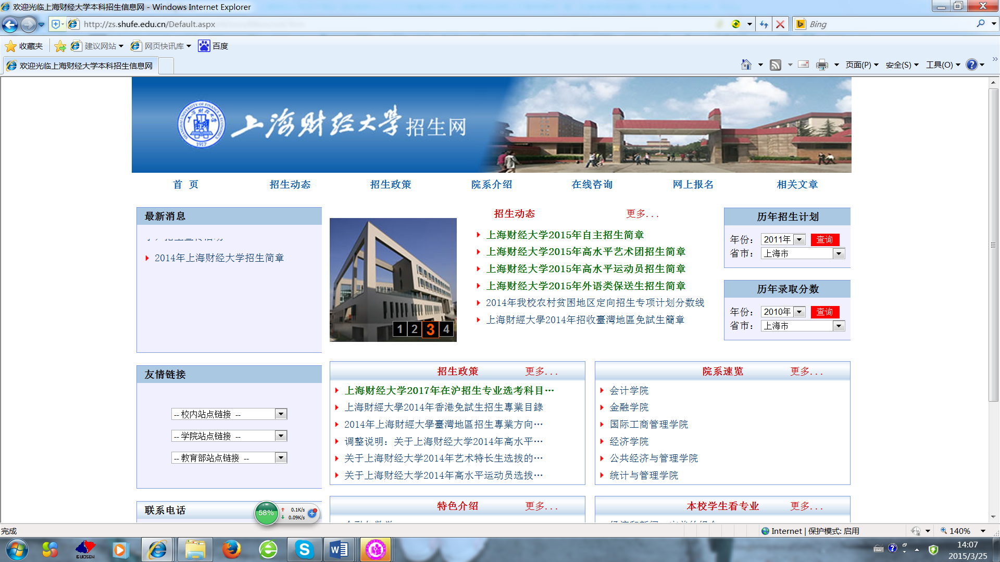 欢迎光临上海财经大学本科招生信息网 - Windows Internet Explorer
http://zs.shufe.edu.cn/Default.aspx
Bing
收藏夹
建议网站
网页快讯库
百度
欢迎光临上海财经大学本科招生信息网
页面(P)
安全(S)
工具(O)
SHANGHAI UNIVERSITY OF FINANCE & ECONOMICS
1917
上海财经大学招生网
首 页
招生动态
招生政策
院系介绍
在线咨询
网上报名
相关文章
最新消息
2014年上海财经大学招生简章
1 2 3 4
招生动态
更多...
上海财经大学2015年自主招生简章
上海财经大学2015年高水平艺术团招生简章
上海财经大学2015年高水平运动员招生简章
上海财经大学2015年外语类保送生招生简章
2014年我校农村贫困地区定向招生专项计划分数线
上海財經大學2014年招收臺灣地區免試生簡章
历年招生计划
年份: 2011年 查询
省市: 上海市
历年录取分数
年份: 2010年 查询
省市: 上海市
友情链接
-- 校内站点链接 --
-- 学院站点链接 --
-- 教育部站点链接 --
招生政策
更多...
上海财经大学2017年在沪招生专业选考科目…
上海財經大學2014年香港免試生招生專業目錄
2014年上海財經大學臺灣地區招生專業方向…
调整说明: 关于上海财经大学2014年高水平…
关于上海财经大学2014年艺术特长生选拔的…
关于上海财经大学2014年高水平运动员选拔…
院系速览
更多...
会计学院
金融学院
国际工商管理学院
经济学院
公共经济与管理学院
统计与管理学院
联系电话
58%
0.1K/s
0.09K/s
特色介绍
更多...
本校学生看专业
更多...
完成
Internet | 保护模式: 启用
140%
GUOSEN
14:07
2015/3/25